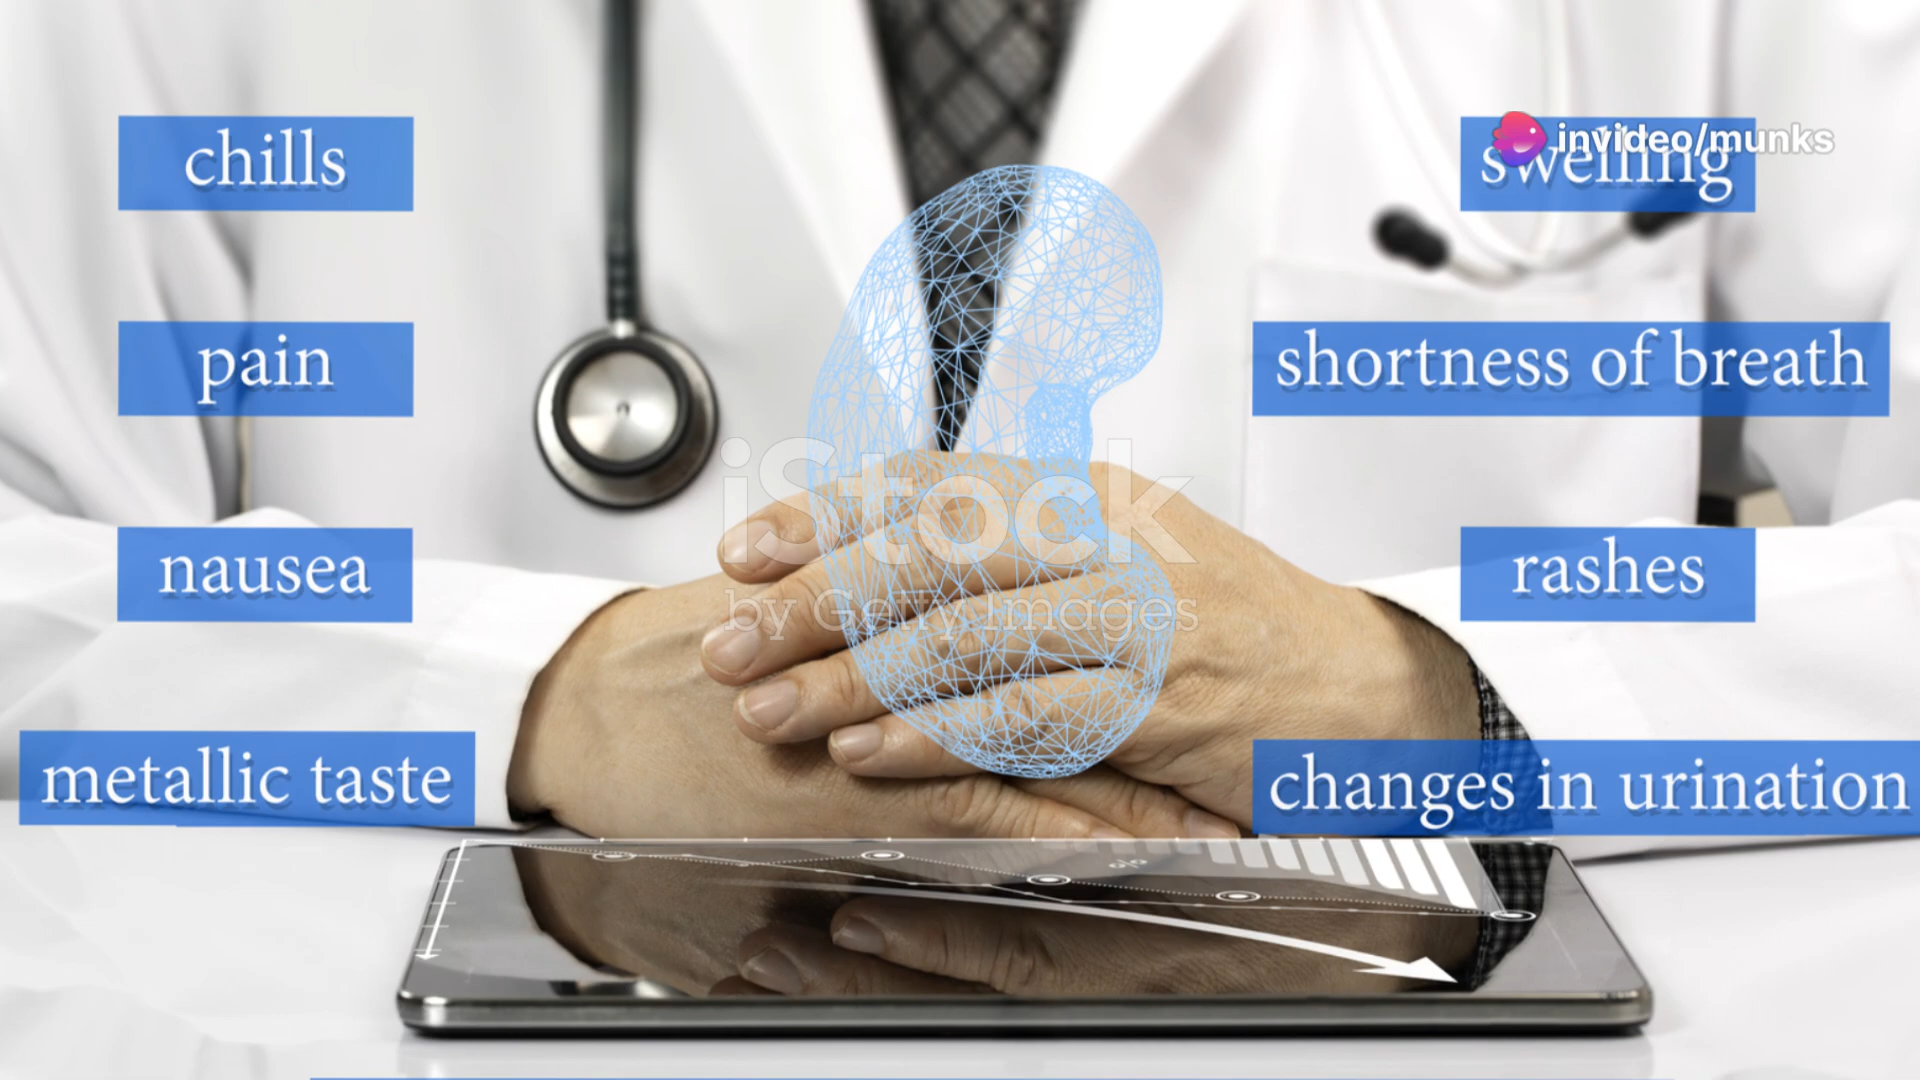 chills
swelling
invideo/munks
pain
shortness of breath
iStock
by Getty Images
nausea
rashes
metallic taste
changes in urination
%